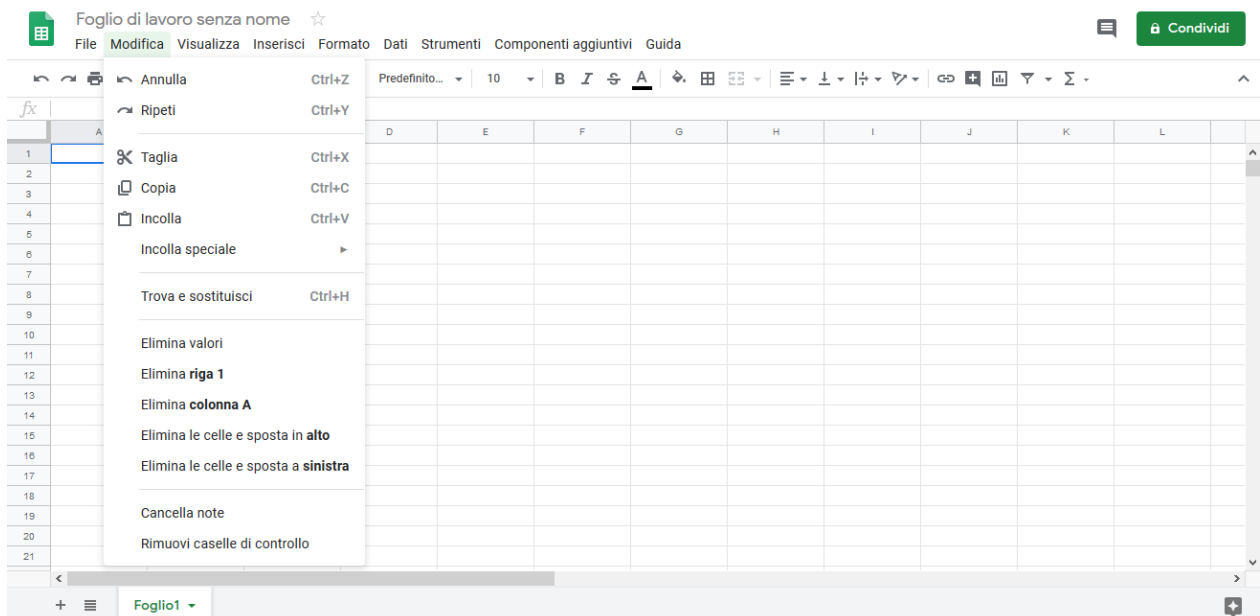 Foglio di lavoro senza nome
File Modifica Visualizza Inserisci Formato Dati Strumenti Componenti aggiuntivi Guida
Condividi
Predefinito... 10 B I S A
fx
A D E F G H I J K L
Annulla Ctrl+Z
Ripeti Ctrl+Y
Taglia Ctrl+X
Copia Ctrl+C
Incolla Ctrl+V
Incolla speciale
Trova e sostituisci Ctrl+H
Elimina valori
Elimina riga 1
Elimina colonna A
Elimina le celle e sposta in alto
Elimina le celle e sposta a sinistra
Cancella note
Rimuovi caselle di controllo
1
2
3
4
5
6
7
8
9
10
11
12
13
14
15
16
17
18
19
20
21
Foglio1